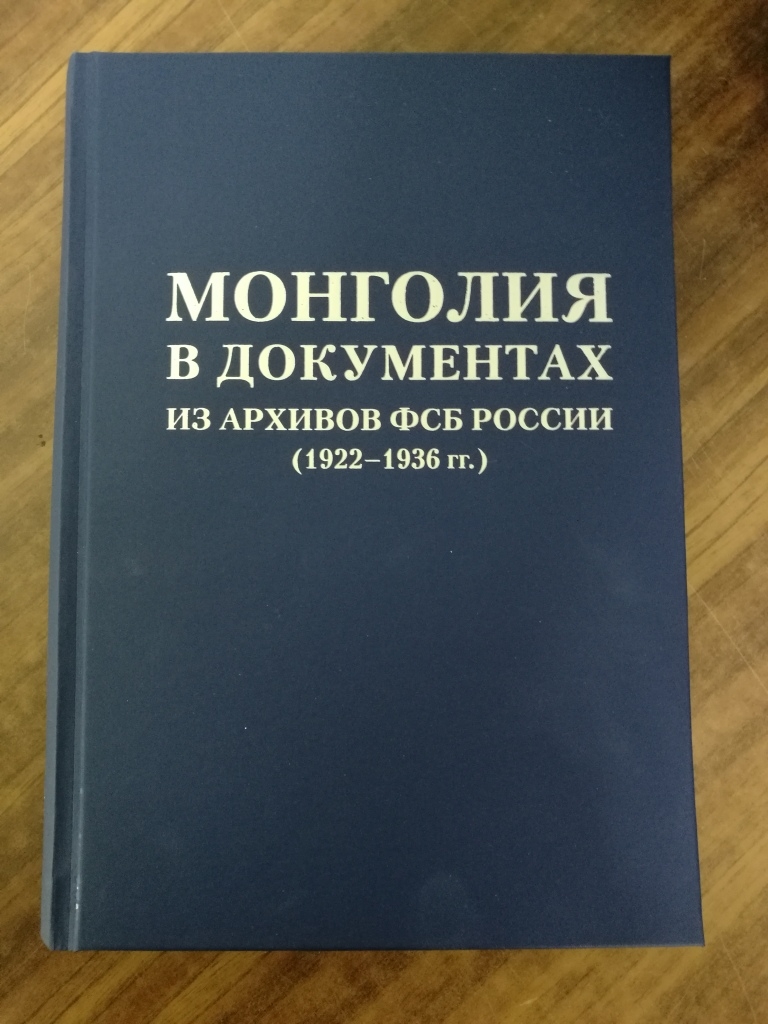 МОНГОЛИЯ
В ДОКУМЕНТАХ
ИЗ АРХИВОВ ФСБ РОССИИ
(1922–1936 гг.)